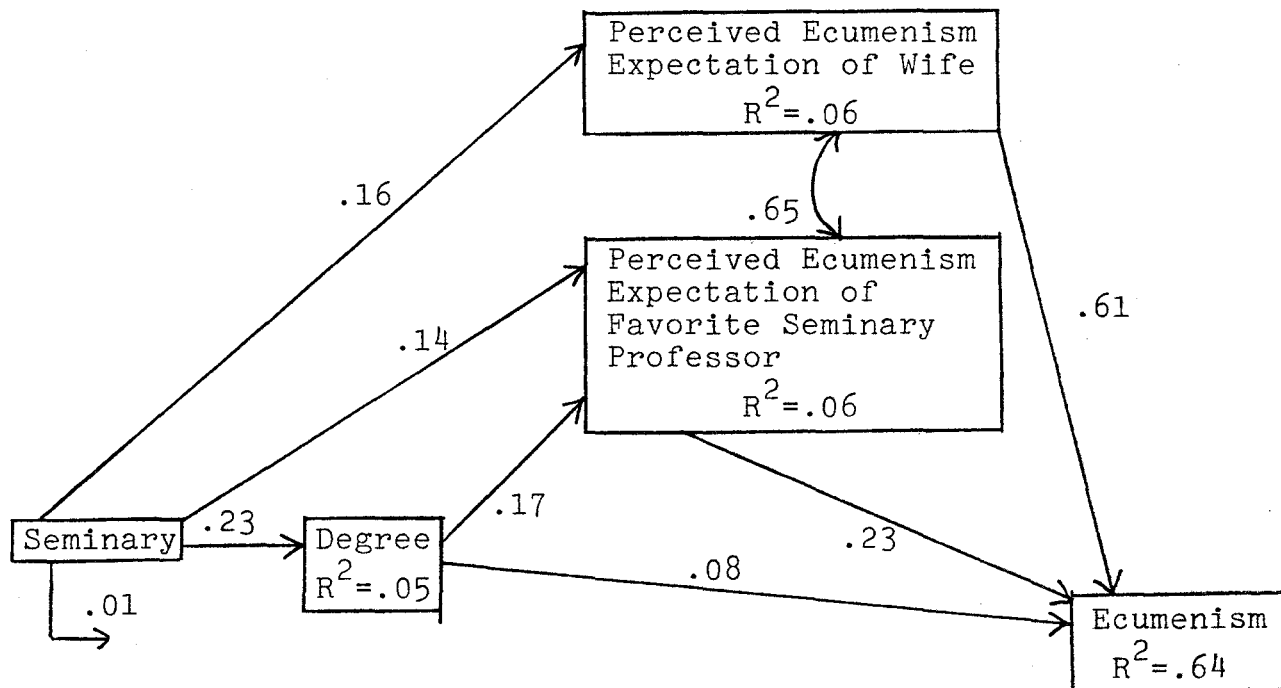 Perceived Ecumenism
Expectation of Wife
R²=.06
.16
.65
Perceived Ecumenism
Expectation of
Favorite Seminary
Professor
R²=.06
.61
.14
.17
.23
Seminary
.23
Degree
R²=.05
.08
.01
Ecumenism
R²=.64